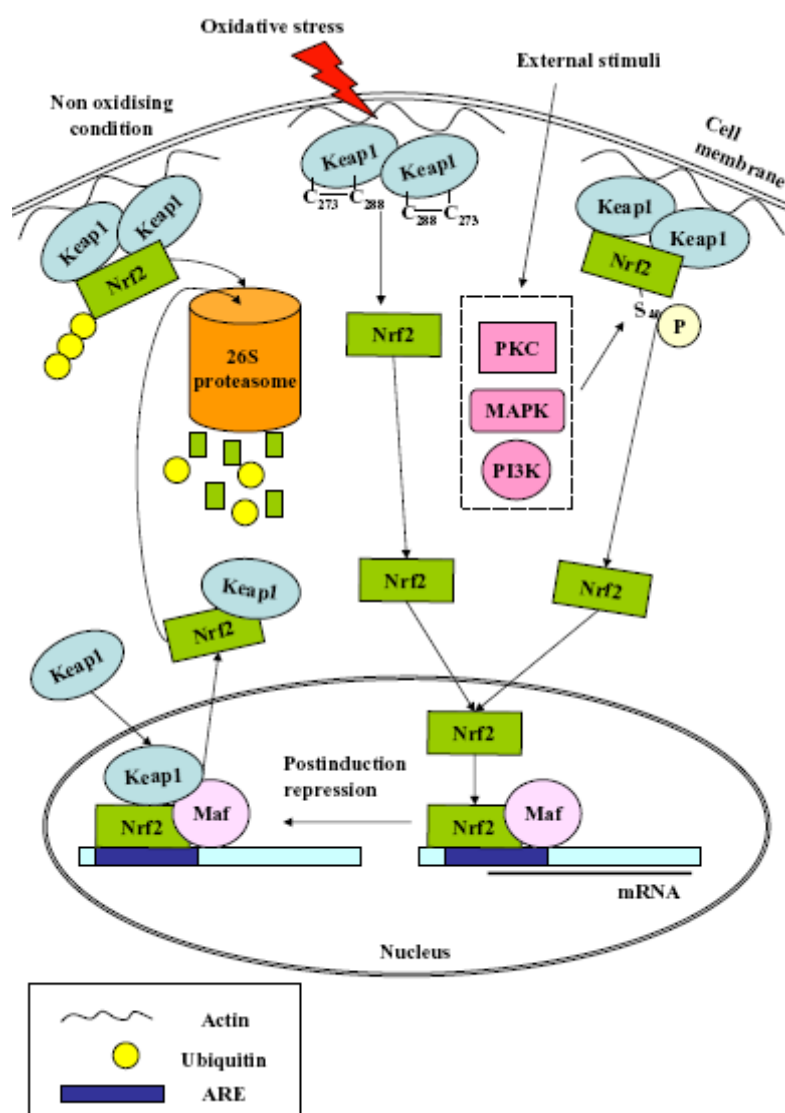 Oxidative stress
External stimuli
Non oxidising
condition
Cell
membrane
Keap1
Keap1
C273
C288
C288
C273
Keap1
Keap1
Nrf2
Keap1
Keap1
Nrf2
S40
P
26S
proteasome
Nrf2
PKC
MAPK
PI3K
Nrf2
Nrf2
Keap1
Nrf2
Keap1
Nrf2
Keap1
Nrf2
Maf
Postinduction
repression
Nrf2
Maf
mRNA
Nucleus
Actin
Ubiquitin
ARE